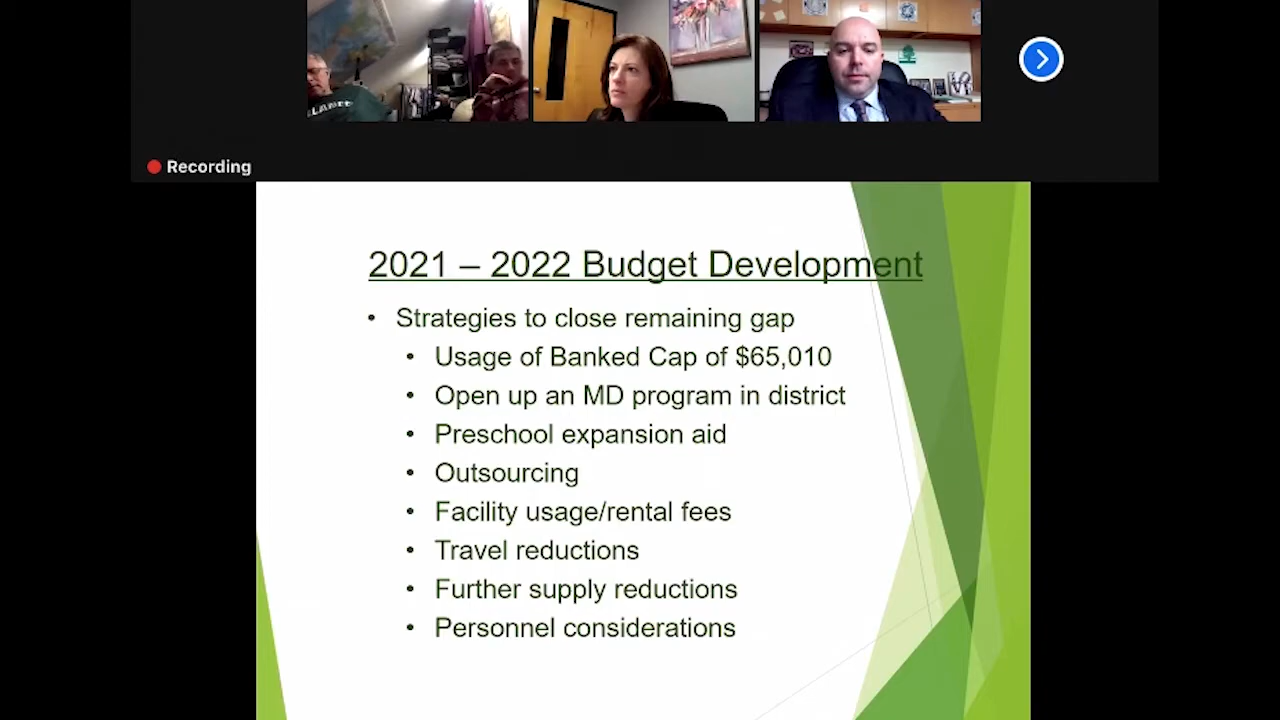 Recording
2021 – 2022 Budget Development
• Strategies to close remaining gap
• Usage of Banked Cap of $65,010
• Open up an MD program in district
• Preschool expansion aid
• Outsourcing
• Facility usage/rental fees
• Travel reductions
• Further supply reductions
• Personnel considerations